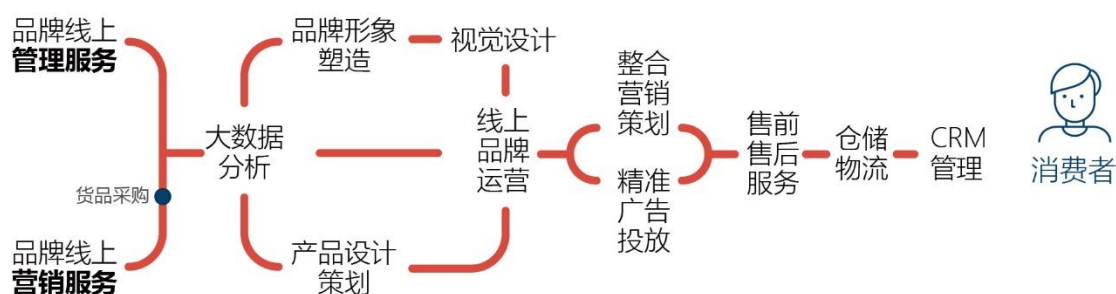 品牌线上
管理服务
货品采购
品牌线上
营销服务
大数据
分析
品牌形象
塑造
视觉设计
产品设计
策划
线上
品牌
运营
整合
营销
策划
精准
广告
投放
售前
售后
服务
仓储
物流
CRM
管理
消费者